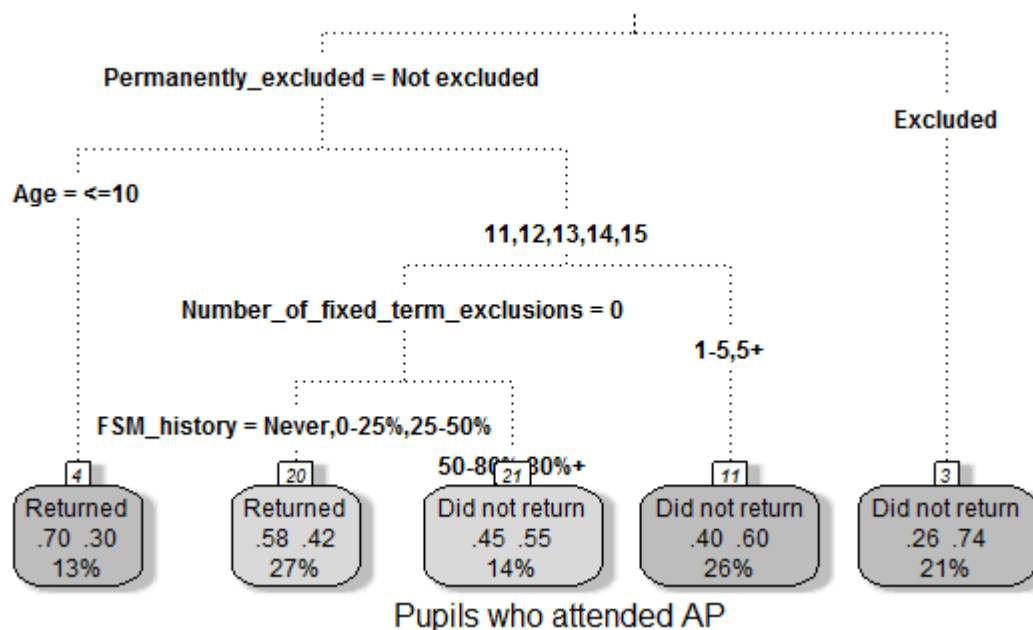 Permanently_excluded = Not excluded
Excluded
Age = <=10
11,12,13,14,15
Number_of_fixed_term_exclusions = 0
1-5,5+
FSM_history = Never,0-25%,25-50%
50-80%,80%+
4
20
21
11
3
Returned
.70 .30
13%
Returned
.58 .42
27%
Did not return
.45 .55
14%
Did not return
.40 .60
26%
Did not return
.26 .74
21%
Pupils who attended AP